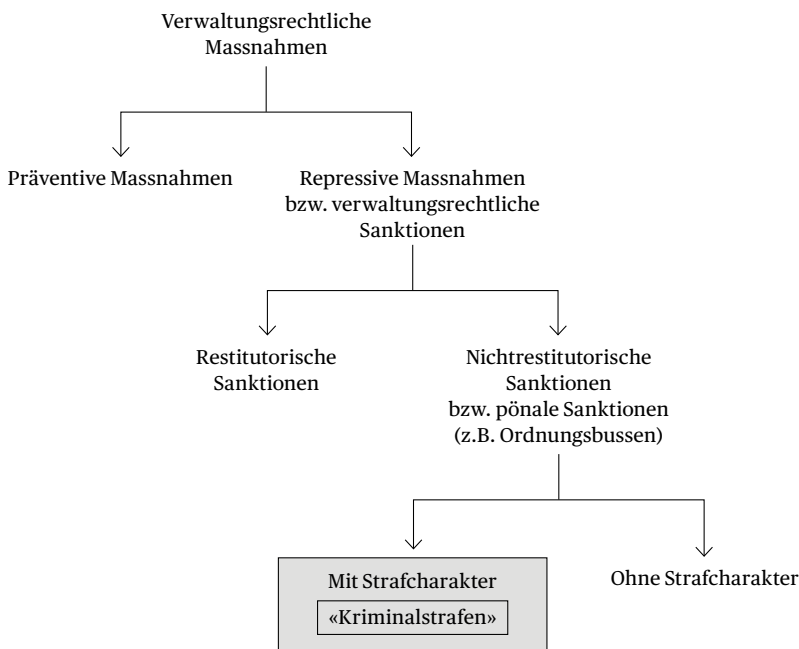 Verwaltungsrechtliche
Massnahmen
Präventive Massnahmen
Repressive Massnahmen
bzw. verwaltungsrechtliche
Sanktionen
Restitutorische
Sanktionen
Nichtrestitutorische
Sanktionen
bzw. pönale Sanktionen
(z.B. Ordnungsbussen)
Mit Strafcharakter
«Kriminalstrafen»
Ohne Strafcharakter